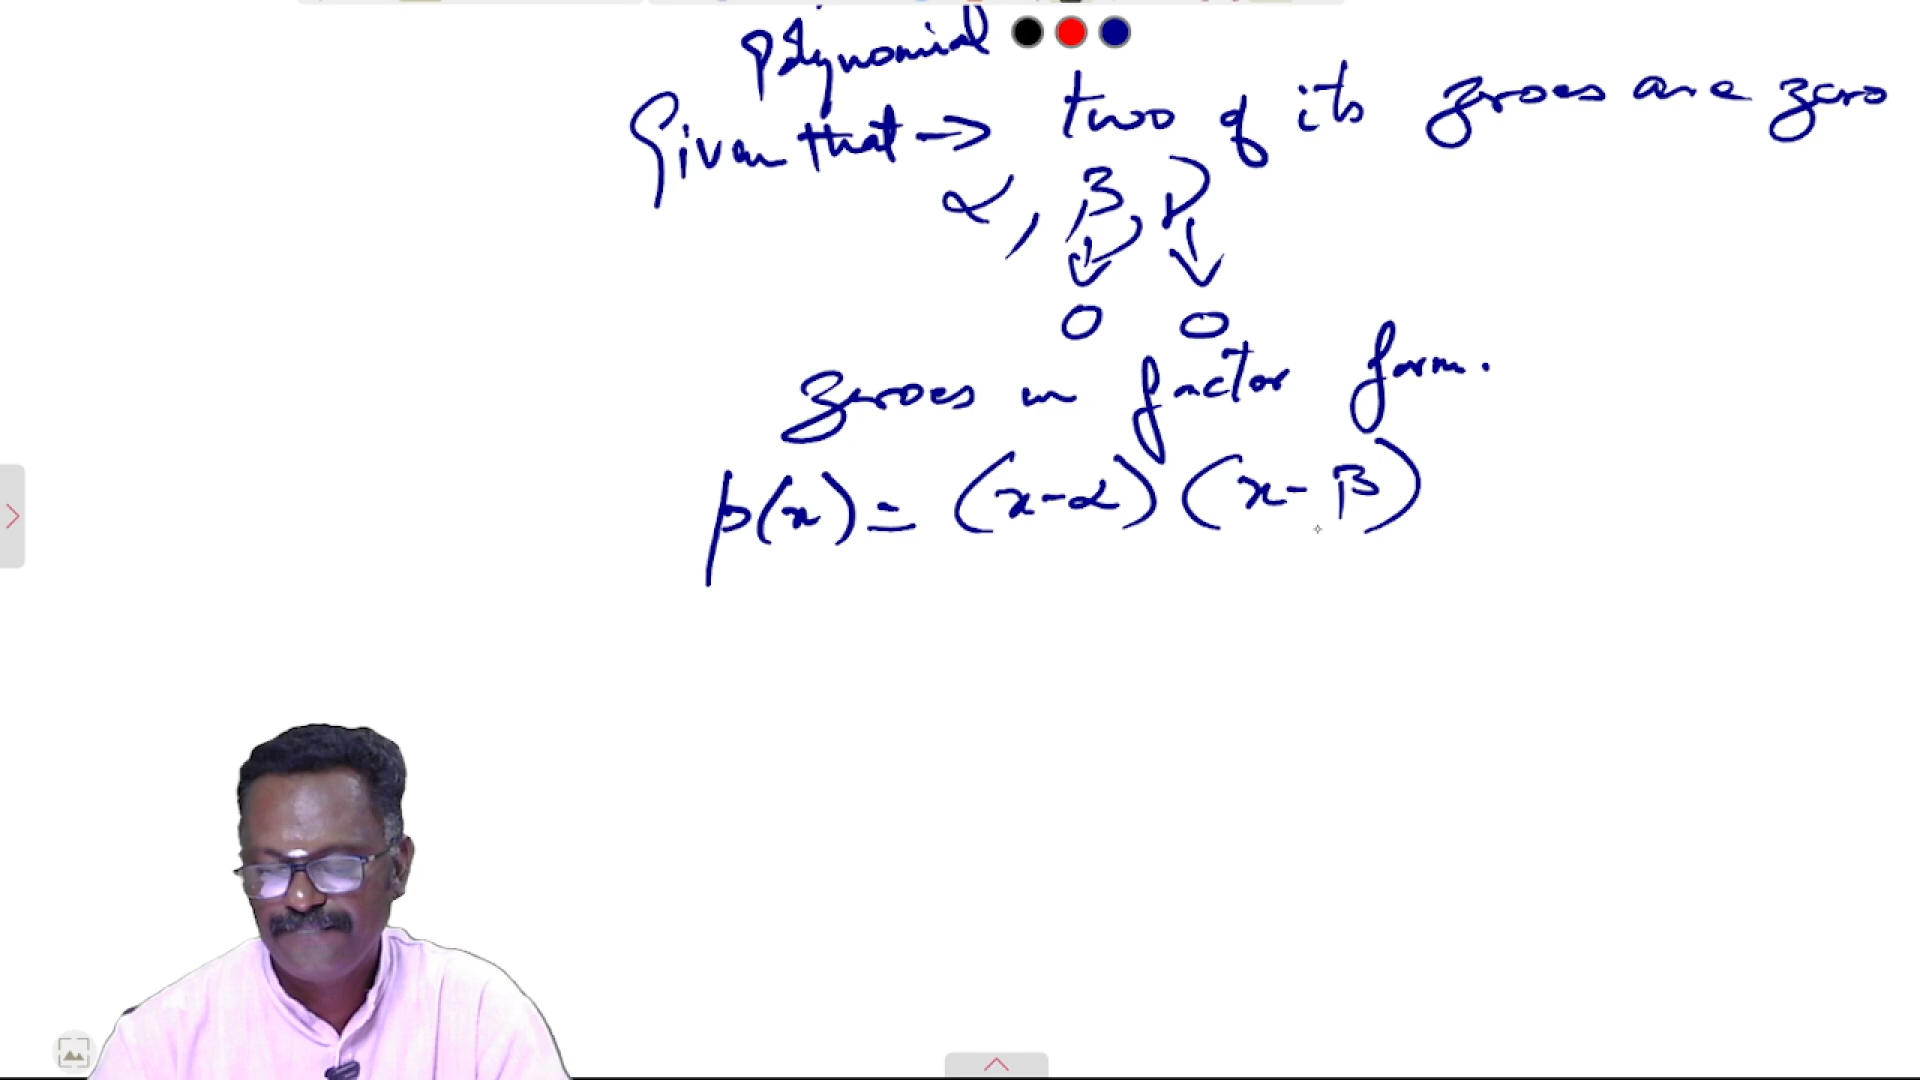 polynomial
Given that → two of its zeroes are zero
α, β, γ
0 0
zeroes in factor form.
p(x) = (x-α) (x-β)